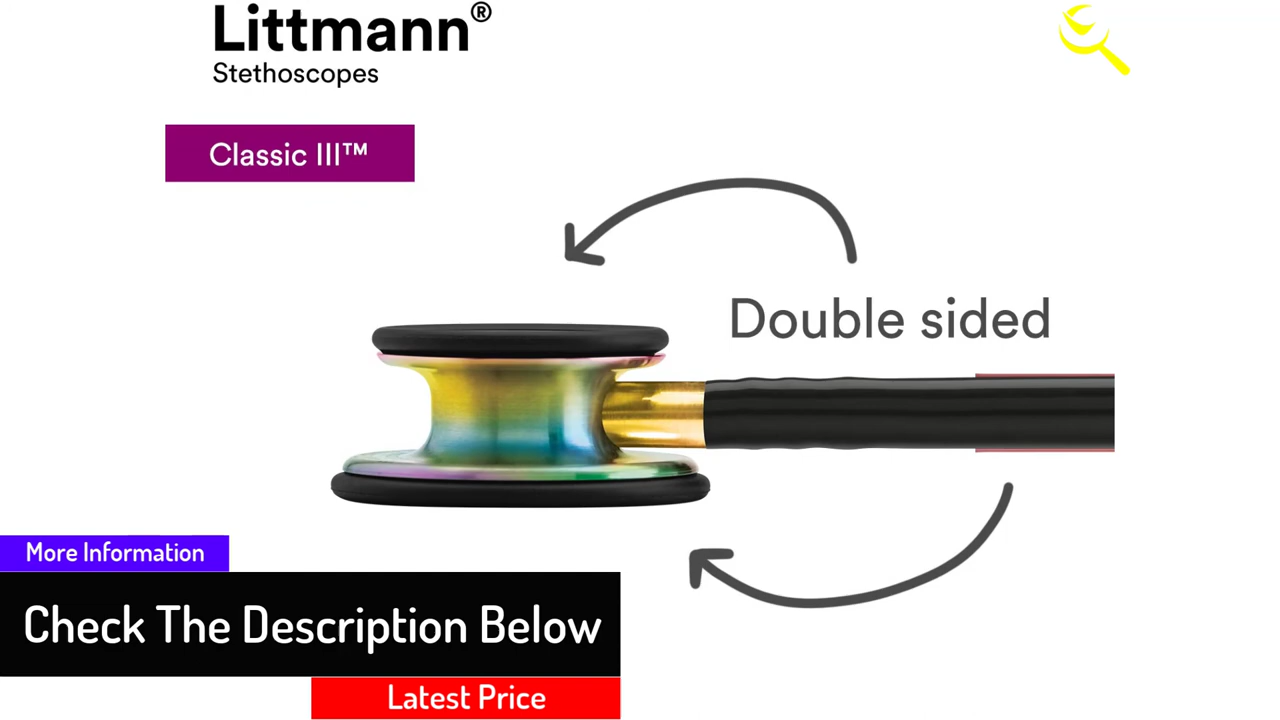 Littmann®
Stethoscopes
Classic III™
Double sided
More Information
Check The Description Below
Latest Price